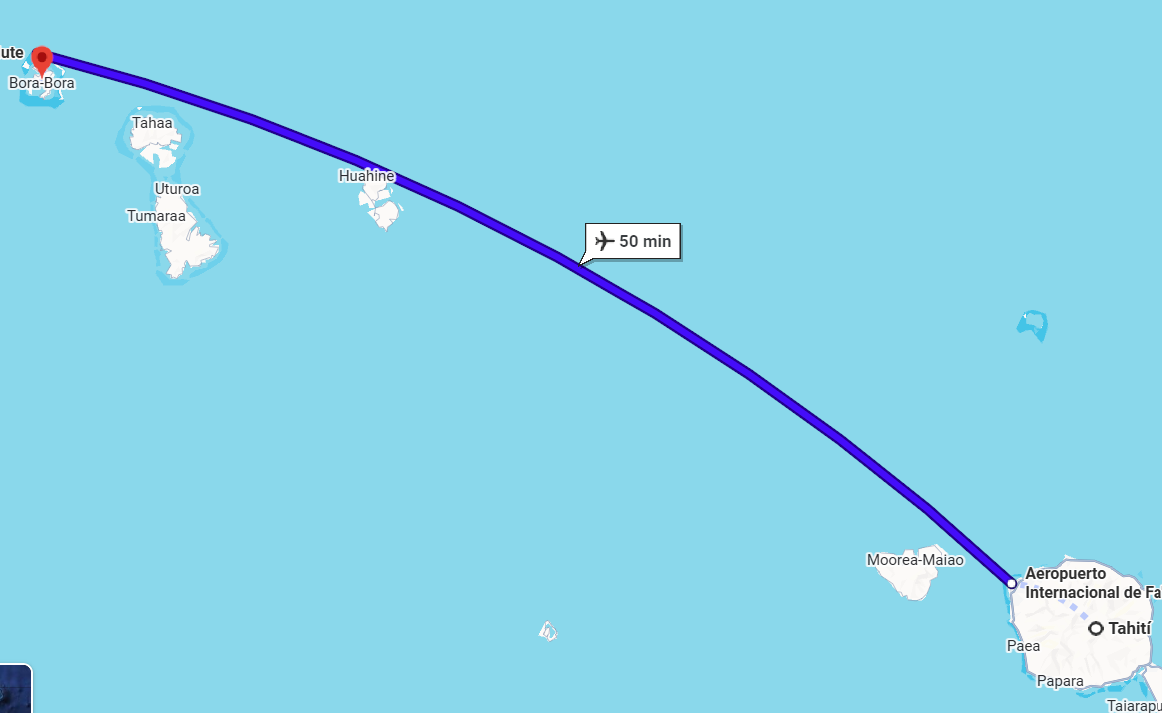 ute
Bora-Bora
Tahaa
Huahine
Uturoa
Tumaraa
50 min
Moorea-Maiao
Aeropuerto
Internacional de Fa
Tahití
Paea
Papara
Taiarapu